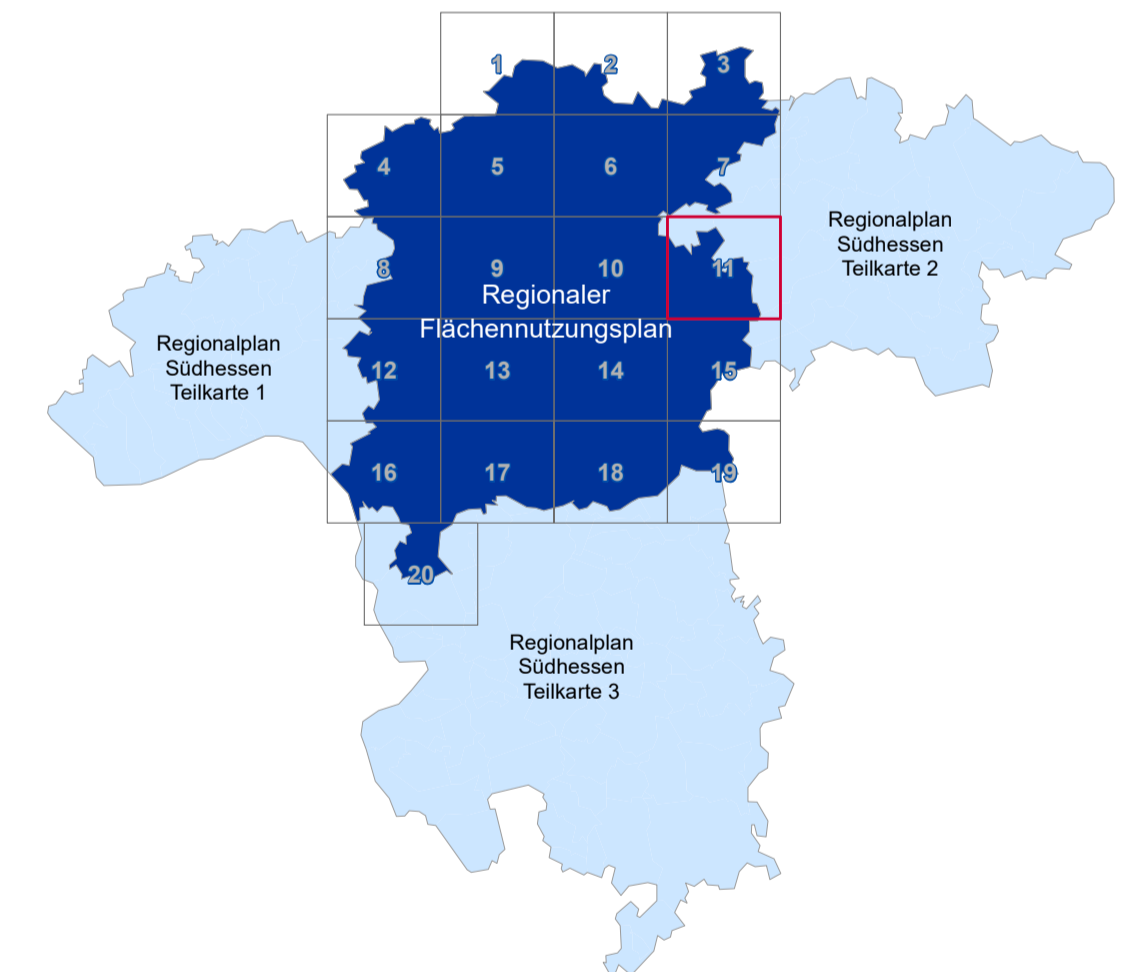 1
2
3
4
5
6
7
Regionalplan
Südhessen
Teilkarte 2
8
9
10
11
Regionaler
Flächennutzungsplan
Regionalplan
Südhessen
Teilkarte 1
12
13
14
15
16
17
18
19
20
Regionalplan
Südhessen
Teilkarte 3